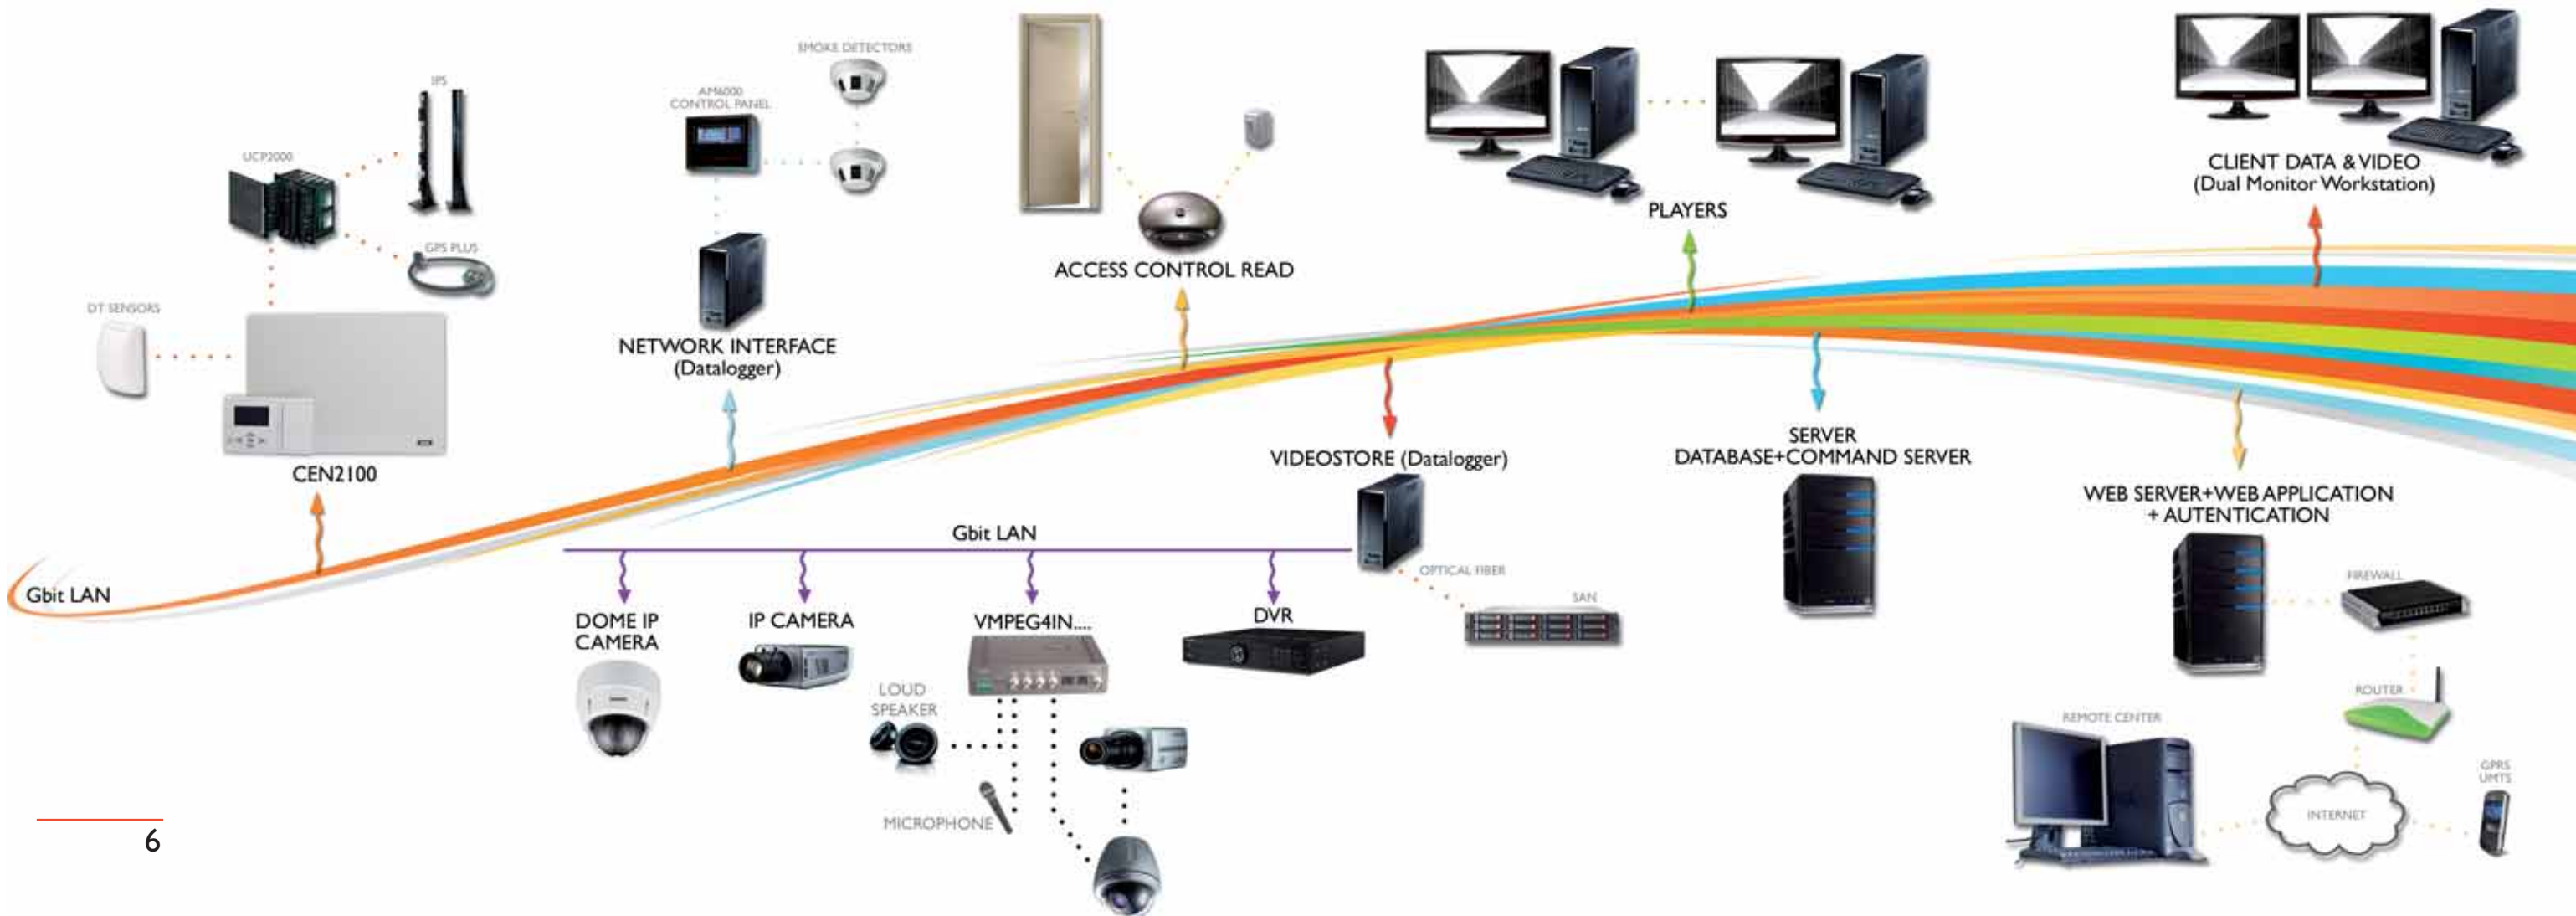 SMOKE DETECTORS
IPS
AM6000
CONTROL PANEL
UCP2000
GPS PLUS
DT SENSORS
CEN2100
NETWORK INTERFACE
(Datalogger)
ACCESS CONTROL READ
PLAYERS
CLIENT DATA & VIDEO
(Dual Monitor Workstation)
Gbit LAN
Gbit LAN
VIDEOSTORE (Datalogger)
OPTICAL FIBER
SAN
SERVER
DATABASE+COMMAND SERVER
WEB SERVER+WEB APPLICATION
+ AUTENTICATION
FIREWALL
ROUTER
REMOTE CENTER
INTERNET
GPRS
UMTS
DOME IP
CAMERA
IP CAMERA
VMPEG4IN....
DVR
LOUD
SPEAKER
MICROPHONE
6